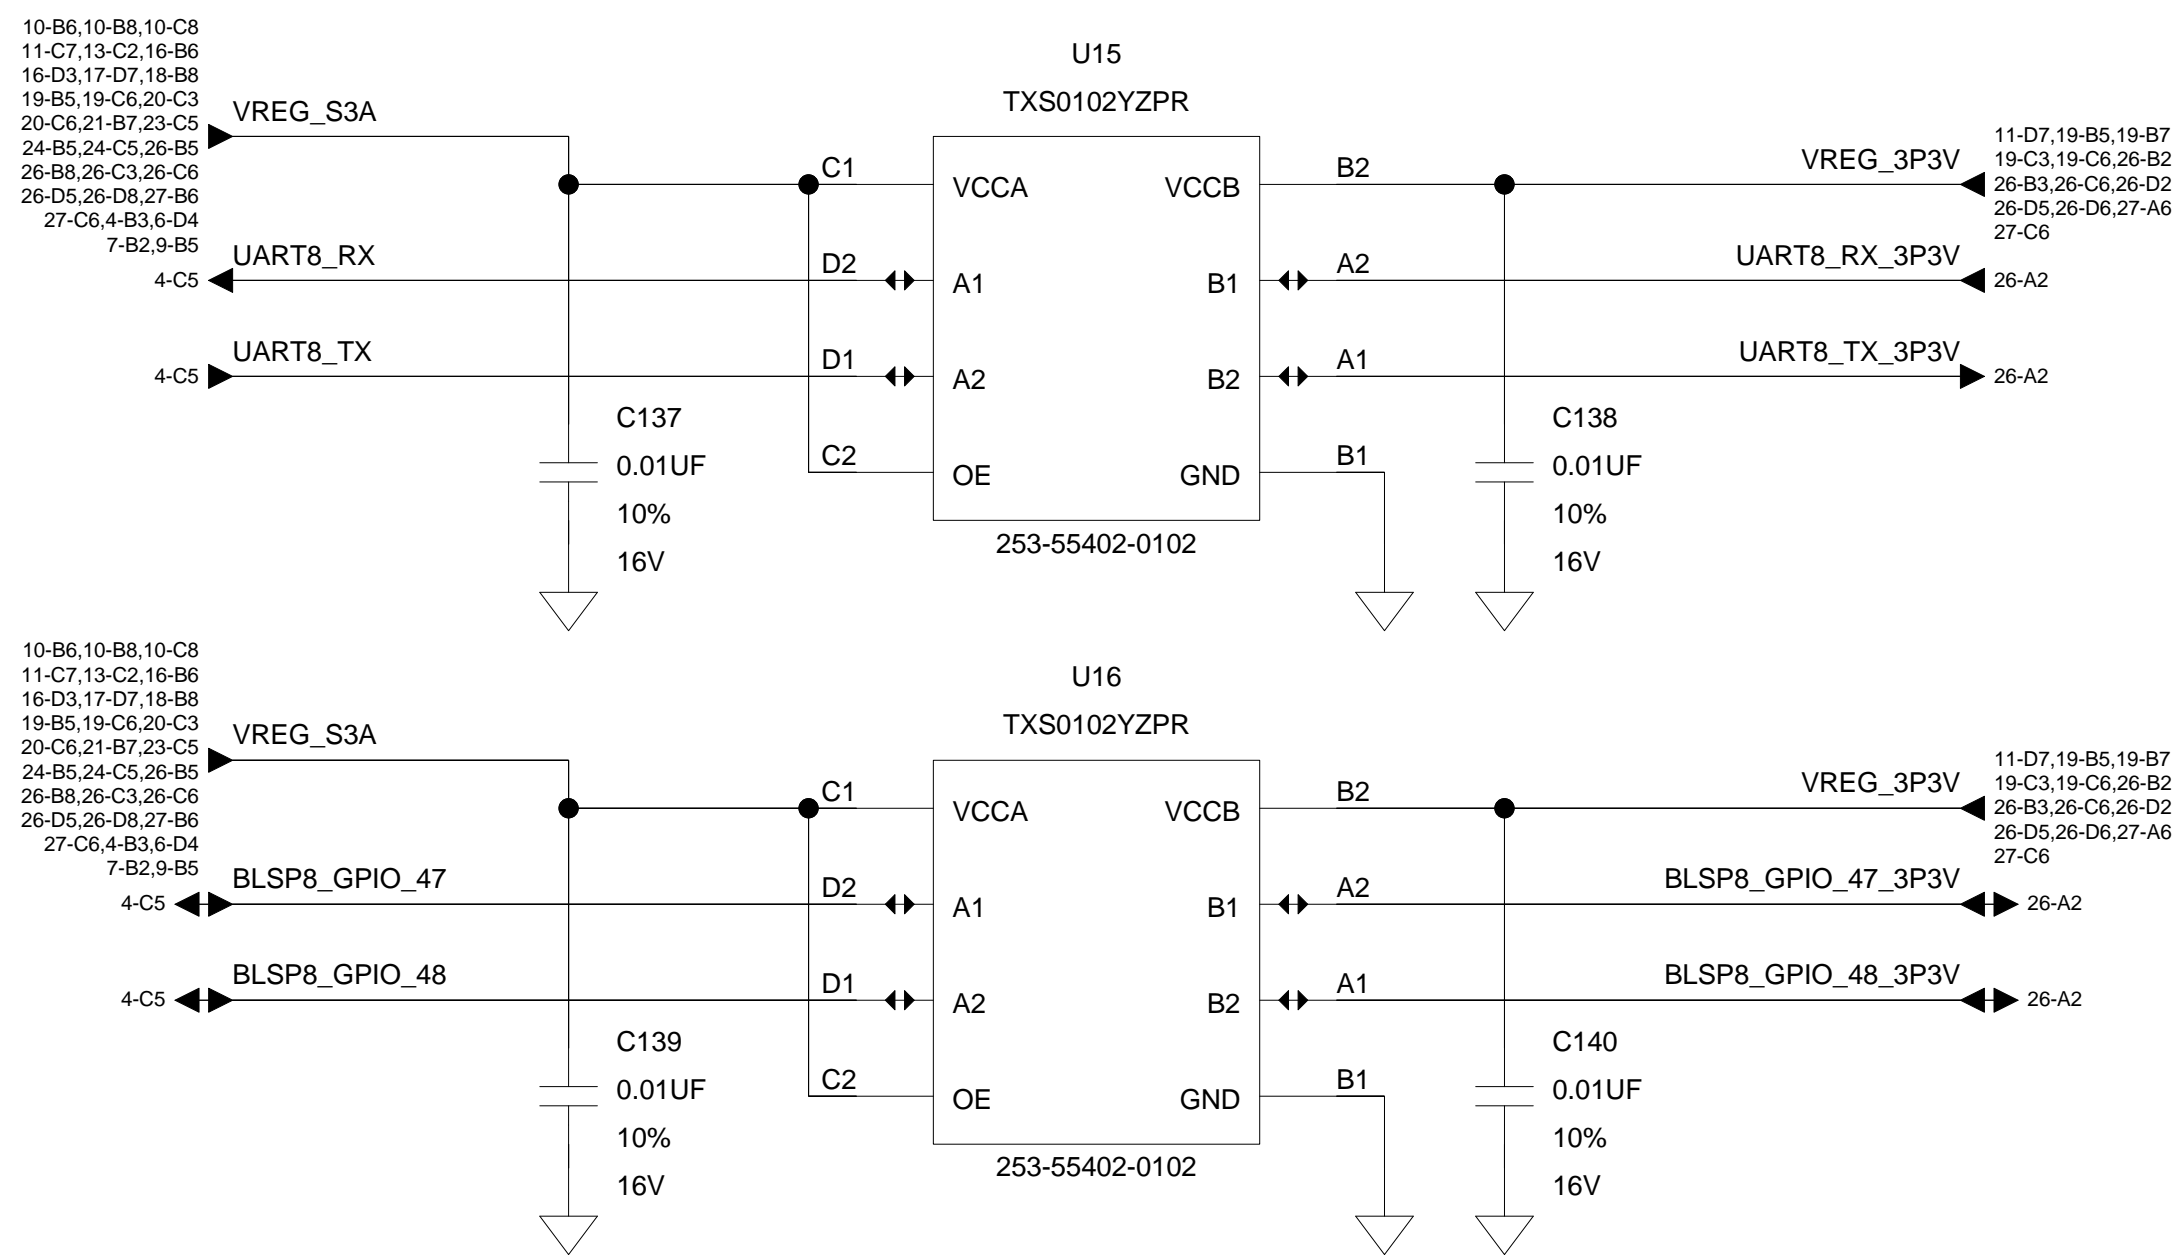 10-B6,10-B8,10-C8
11-C7,13-C2,16-B6
16-D3,17-D7,18-B8
19-B5,19-C6,20-C3
20-C6,21-B7,23-C5
24-B5,24-C5,26-B5
26-B8,26-C3,26-C6
26-D5,26-D8,27-B6
27-C6,4-B3,6-D4
7-B2,9-B5
VREG_S3A
4-C5
UART8_RX
4-C5
UART8_TX
C137
0.01UF
10%
16V
U15
TXS0102YZPR
C1
VCCA
VCCB
B2
D2
A1
B1
A2
D1
A2
B2
A1
C2
OE
GND
B1
253-55402-0102
VREG_3P3V
11-D7,19-B5,19-B7
19-C3,19-C6,26-B2
26-B3,26-C6,26-D2
26-D5,26-D6,27-A6
27-C6
UART8_RX_3P3V
26-A2
UART8_TX_3P3V
26-A2
C138
0.01UF
10%
16V
10-B6,10-B8,10-C8
11-C7,13-C2,16-B6
16-D3,17-D7,18-B8
19-B5,19-C6,20-C3
20-C6,21-B7,23-C5
24-B5,24-C5,26-B5
26-B8,26-C3,26-C6
26-D5,26-D8,27-B6
27-C6,4-B3,6-D4
7-B2,9-B5
VREG_S3A
4-C5
BLSP8_GPIO_47
4-C5
BLSP8_GPIO_48
C139
0.01UF
10%
16V
U16
TXS0102YZPR
C1
VCCA
VCCB
B2
D2
A1
B1
A2
D1
A2
B2
A1
C2
OE
GND
B1
253-55402-0102
VREG_3P3V
11-D7,19-B5,19-B7
19-C3,19-C6,26-B2
26-B3,26-C6,26-D2
26-D5,26-D6,27-A6
27-C6
BLSP8_GPIO_47_3P3V
26-A2
BLSP8_GPIO_48_3P3V
26-A2
C140
0.01UF
10%
16V